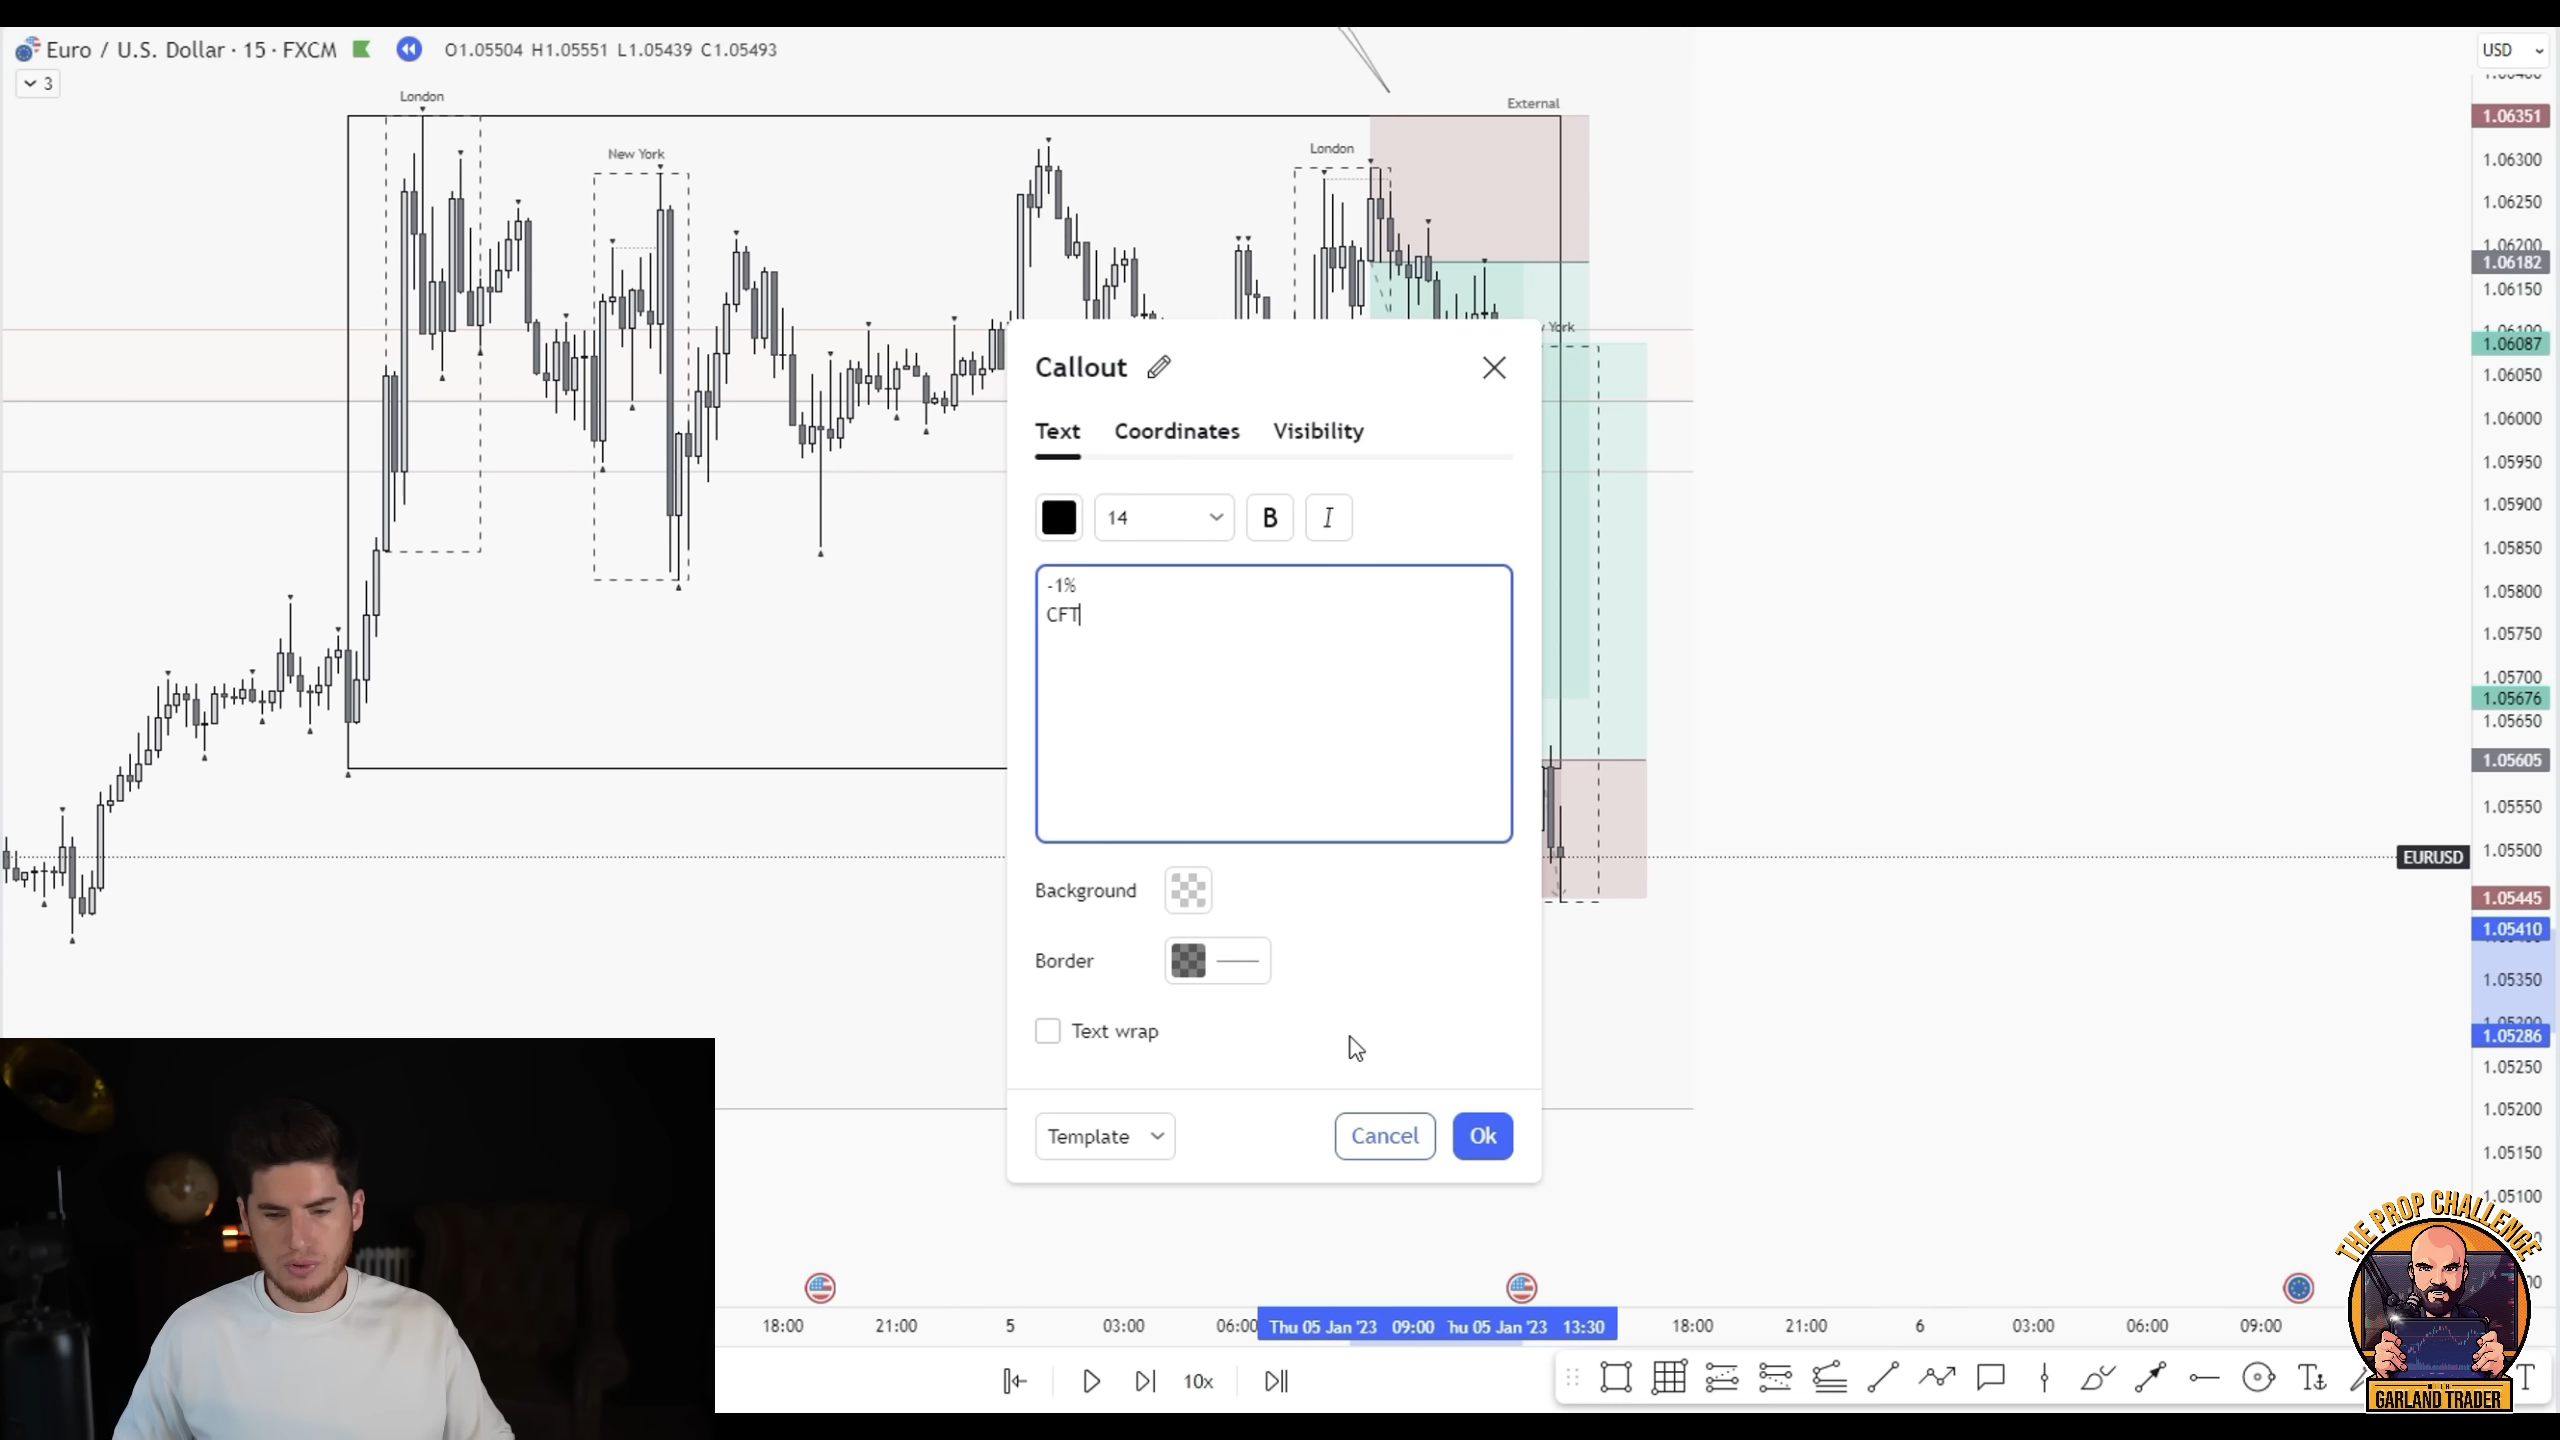 Euro / U.S. Dollar · 15 · FXCM O1.05504 H1.05551 L1.05439 C1.05493
USD
3
London
New York
London
External
York
1.06351
1.06300
1.06250
1.06200
1.06182
1.06150
1.06100
1.06087
1.06050
1.06000
1.05950
1.05900
1.05850
1.05800
1.05750
1.05700
1.05676
1.05650
1.05605
1.05550
EURUSD
1.05500
1.05445
1.05410
1.05350
1.05286
1.05250
1.05200
1.05150
1.05100
Callout
Text Coordinates Visibility
14 B I
-1%
CFT
Background
Border
Text wrap
Template Cancel Ok
18:00 21:00 5 03:00 06:00 Thu 05 Jan '23 09:00 hu 05 Jan '23 13:30 18:00 21:00 6 03:00 06:00 09:00
10x
THE PROP CHALLENGE
WITH
GARLAND TRADER